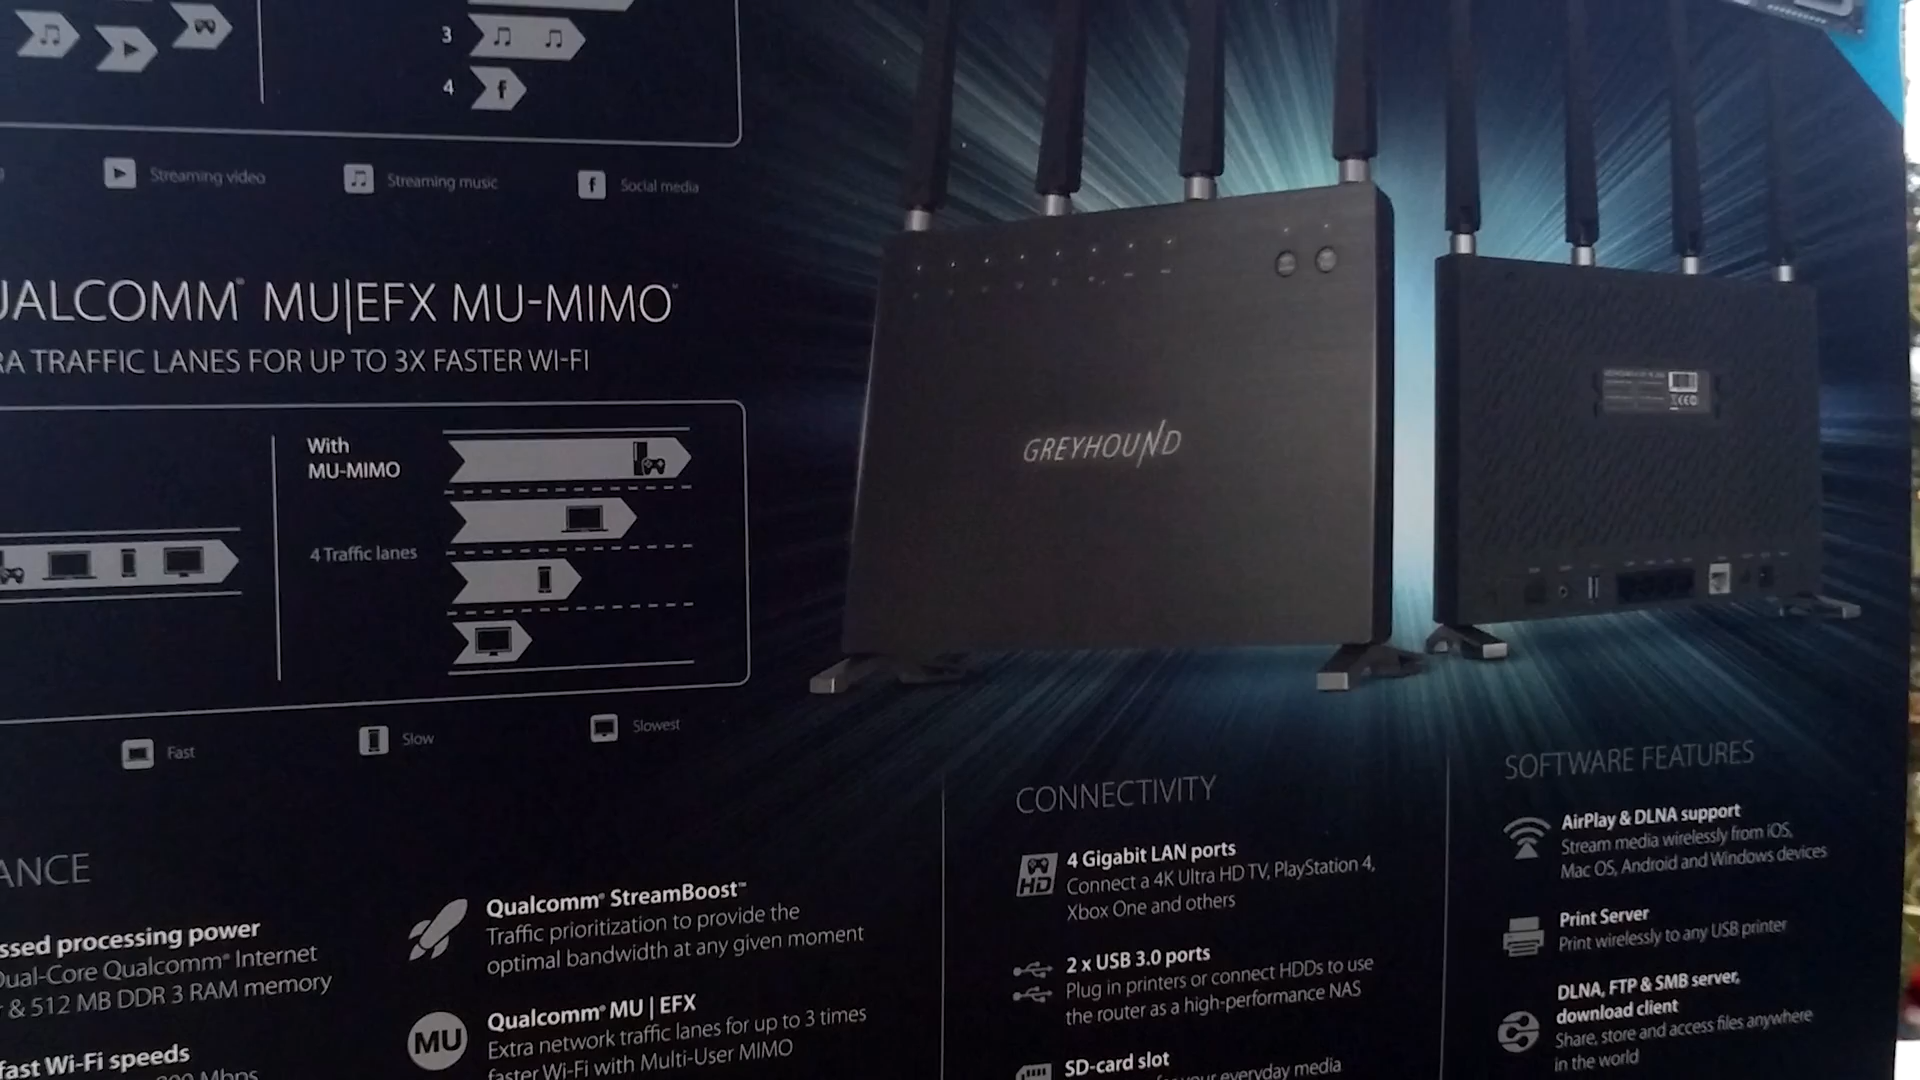 3
4
Streaming video
Streaming music
Social media
UALCOMM® MU|EFX MU-MIMO™
RA TRAFFIC LANES FOR UP TO 3X FASTER WI-FI
With
MU-MIMO
4 Traffic lanes
Fast
Slow
Slowest
GREYHOUND
ANCE
ssed processing power
Dual-Core Qualcomm® Internet
r & 512 MB DDR 3 RAM memory
fast Wi-Fi speeds
Mbps
Qualcomm® StreamBoost™
Traffic prioritization to provide the
optimal bandwidth at any given moment
MU
Qualcomm® MU | EFX
Extra network traffic lanes for up to 3 times
faster Wi-Fi with Multi-User MIMO
CONNECTIVITY
HD
4 Gigabit LAN ports
Connect a 4K Ultra HD TV, PlayStation 4,
Xbox One and others
2 x USB 3.0 ports
Plug in printers or connect HDDs to use
the router as a high-performance NAS
SD-card slot
your everyday media
SOFTWARE FEATURES
AirPlay & DLNA support
Stream media wirelessly from iOS,
Mac OS, Android and Windows devices
Print Server
Print wirelessly to any USB printer
DLNA, FTP & SMB server,
download client
Share, store and access files anywhere
in the world